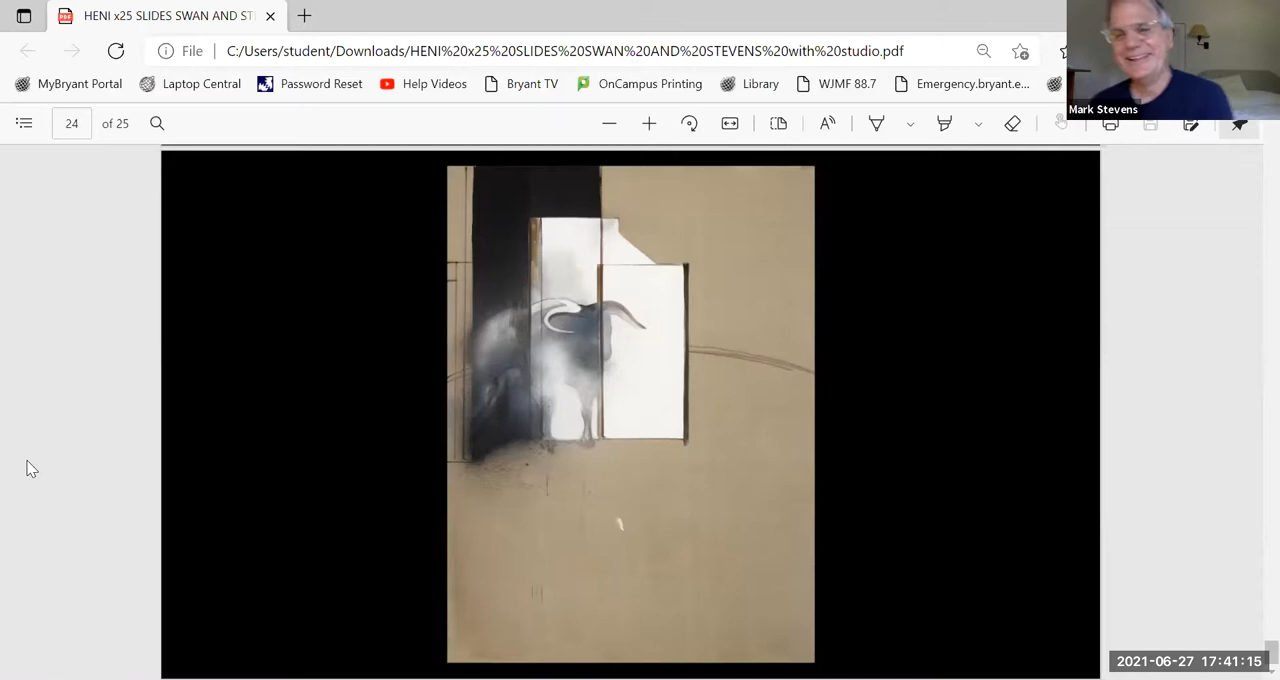 HENI x25 SLIDES SWAN AND STE
File
C:/Users/student/Downloads/HENI%20x25%20SLIDES%20SWAN%20AND%20STEVENS%20with%20studio.pdf
MyBryant Portal
Laptop Central
Password Reset
Help Videos
Bryant TV
OnCampus Printing
Library
WJMF 88.7
Emergency.bryant.e...
Mark Stevens
24 of 25
2021-06-27 17:41:15